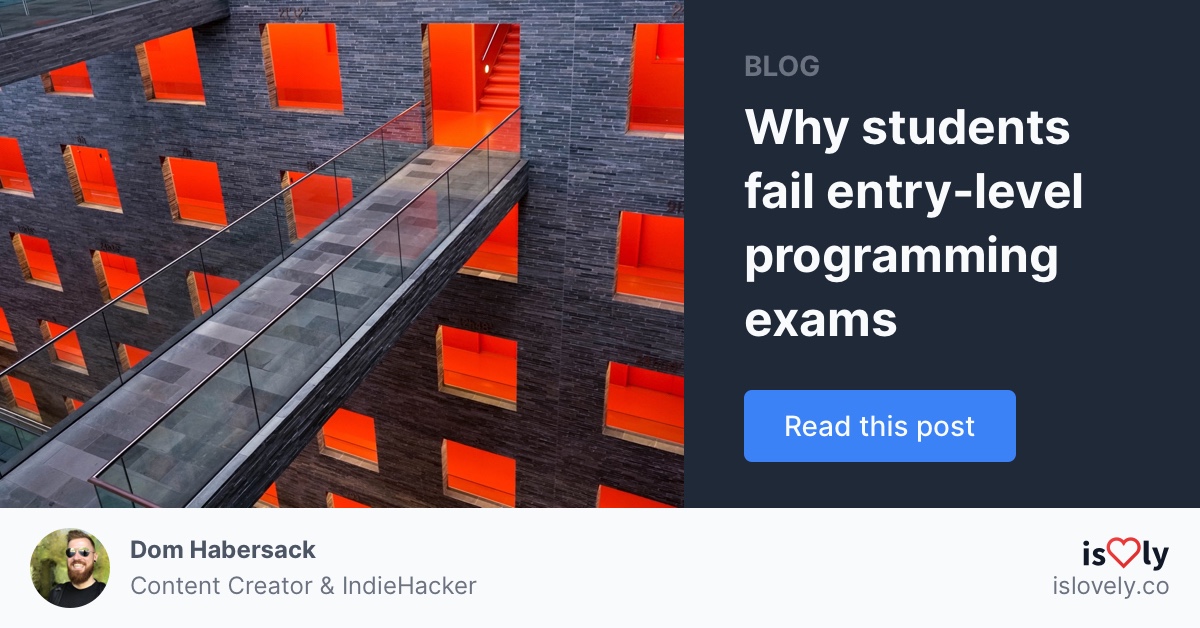 BLOG
Why students
fail entry-level
programming
exams
Read this post
Dom Habersack
Content Creator & IndieHacker
is ly
islovely.co